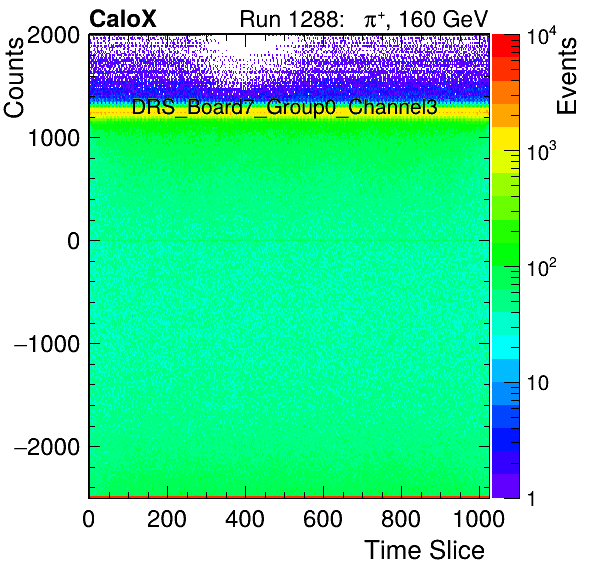 CaloX Run 1288: π⁺, 160 GeV
Counts
Events
DRS_Board7_Group0_Channel3
2000
1000
0
−1000
−2000
0 200 400 600 800 1000
Time Slice
10⁴
10³
10²
10
1